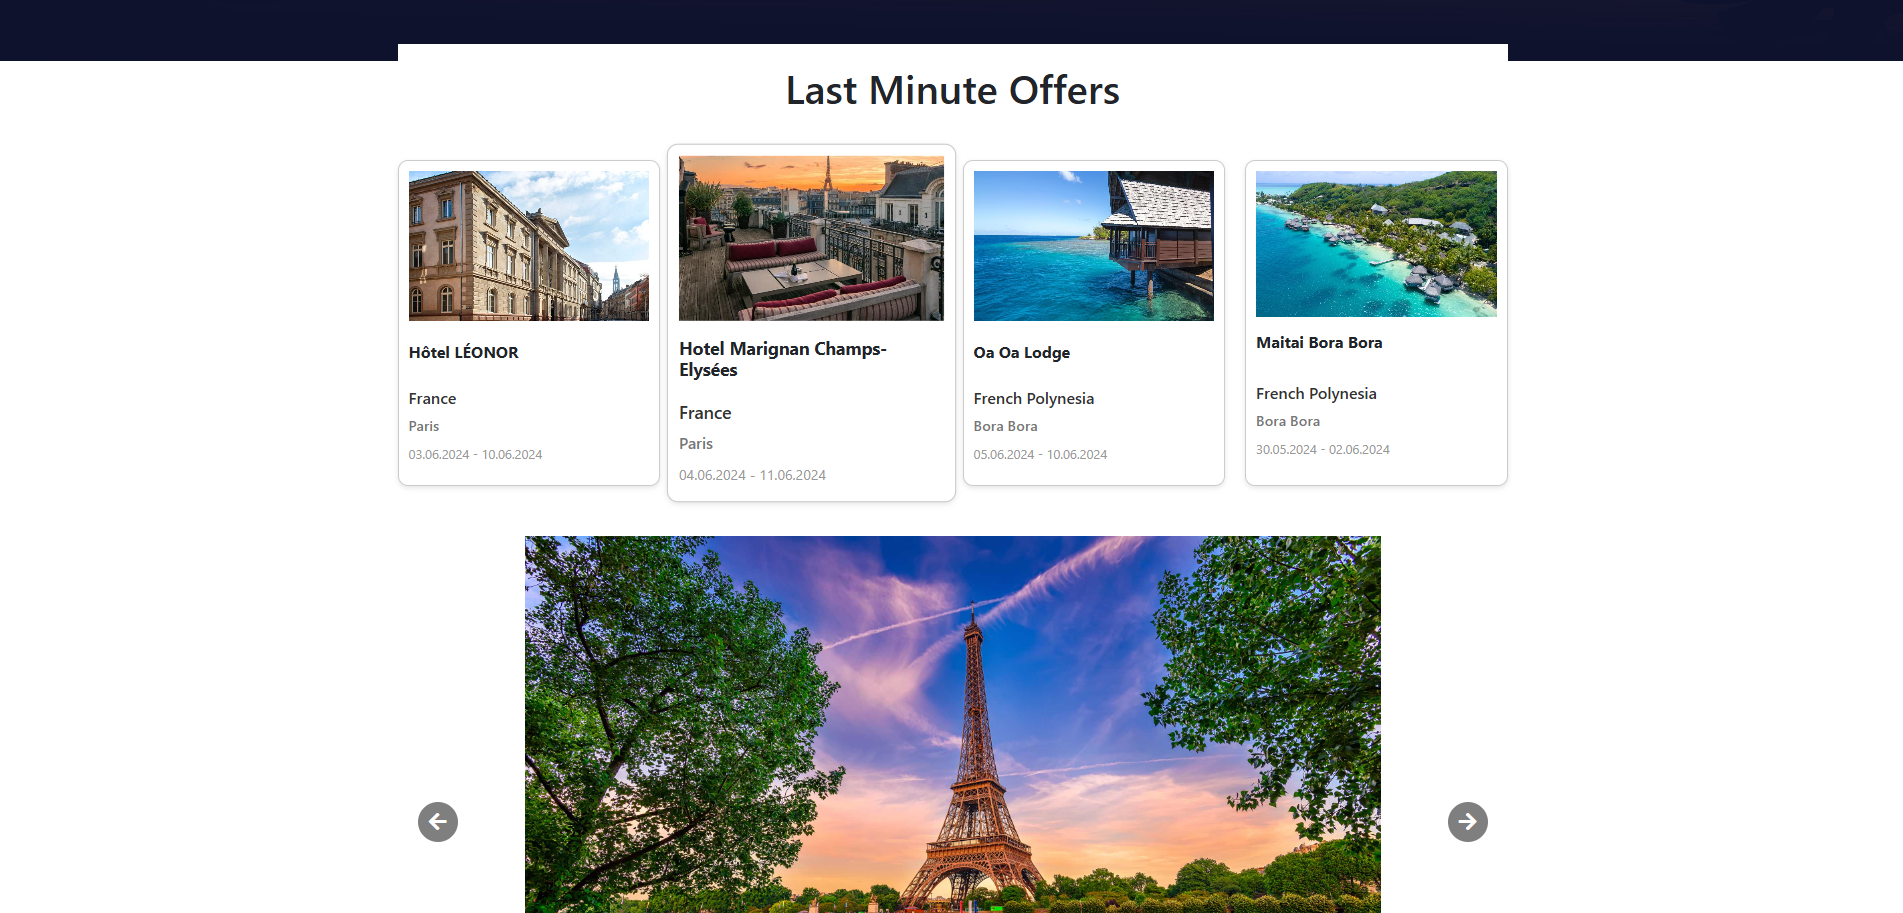 Last Minute Offers
Hôtel LÉONOR
France
Paris
03.06.2024 - 10.06.2024
Hotel Marignan Champs-
Elysées
France
Paris
04.06.2024 - 11.06.2024
Oa Oa Lodge
French Polynesia
Bora Bora
05.06.2024 - 10.06.2024
Maitai Bora Bora
French Polynesia
Bora Bora
30.05.2024 - 02.06.2024